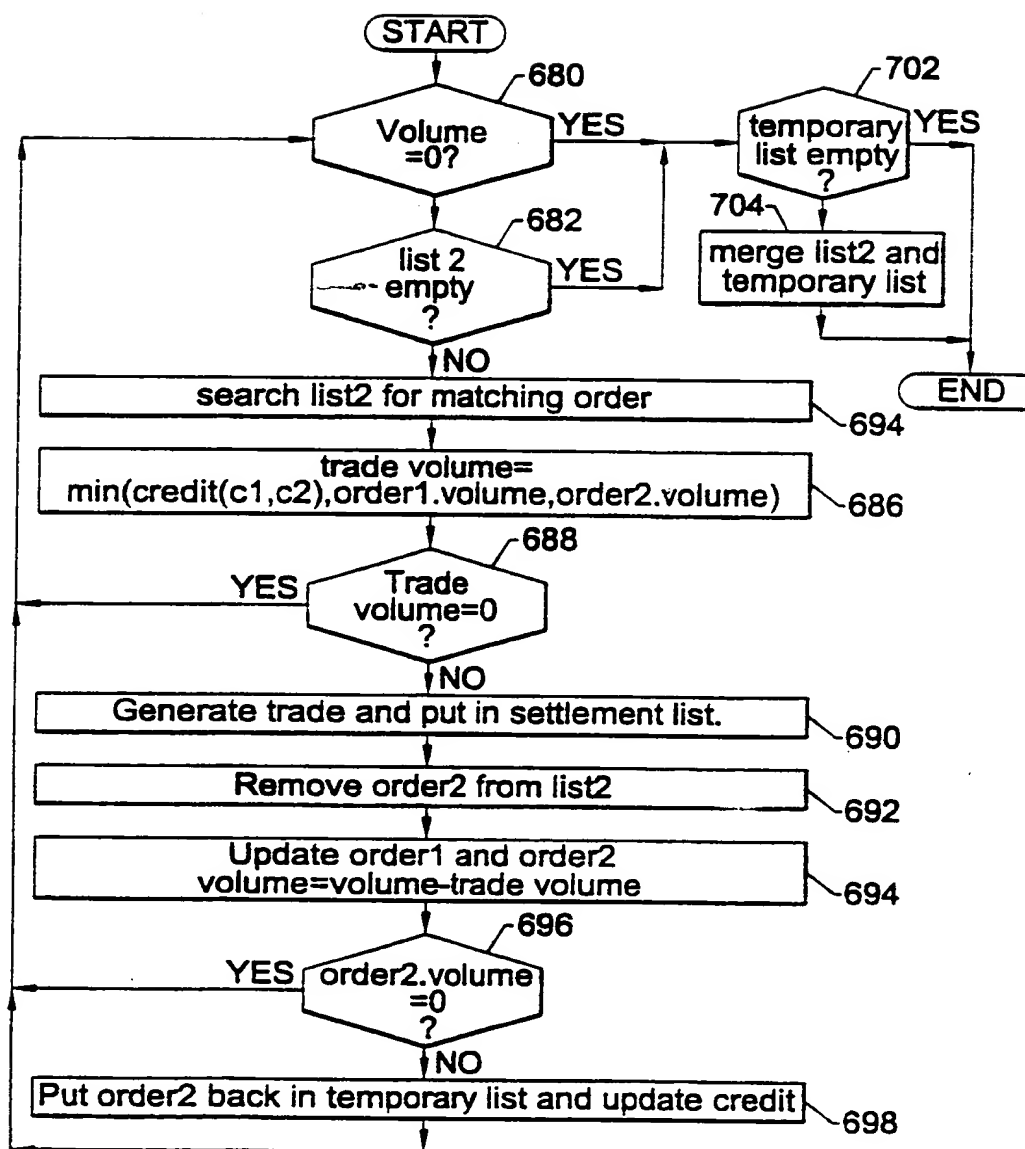 START
680
Volume
=0?
YES
702
temporary
list empty
?
YES
682
list 2
empty
?
YES
704
merge list2 and
temporary list
NO
END
search list2 for matching order
694
trade volume=
min(credit(c1,c2),order1.volume,order2.volume)
686
688
Trade
volume=0
?
YES
NO
Generate trade and put in settlement list.
690
Remove order2 from list2
692
Update order1 and order2
volume=volume-trade volume
694
696
order2.volume
=0
?
YES
NO
Put order2 back in temporary list and update credit
698